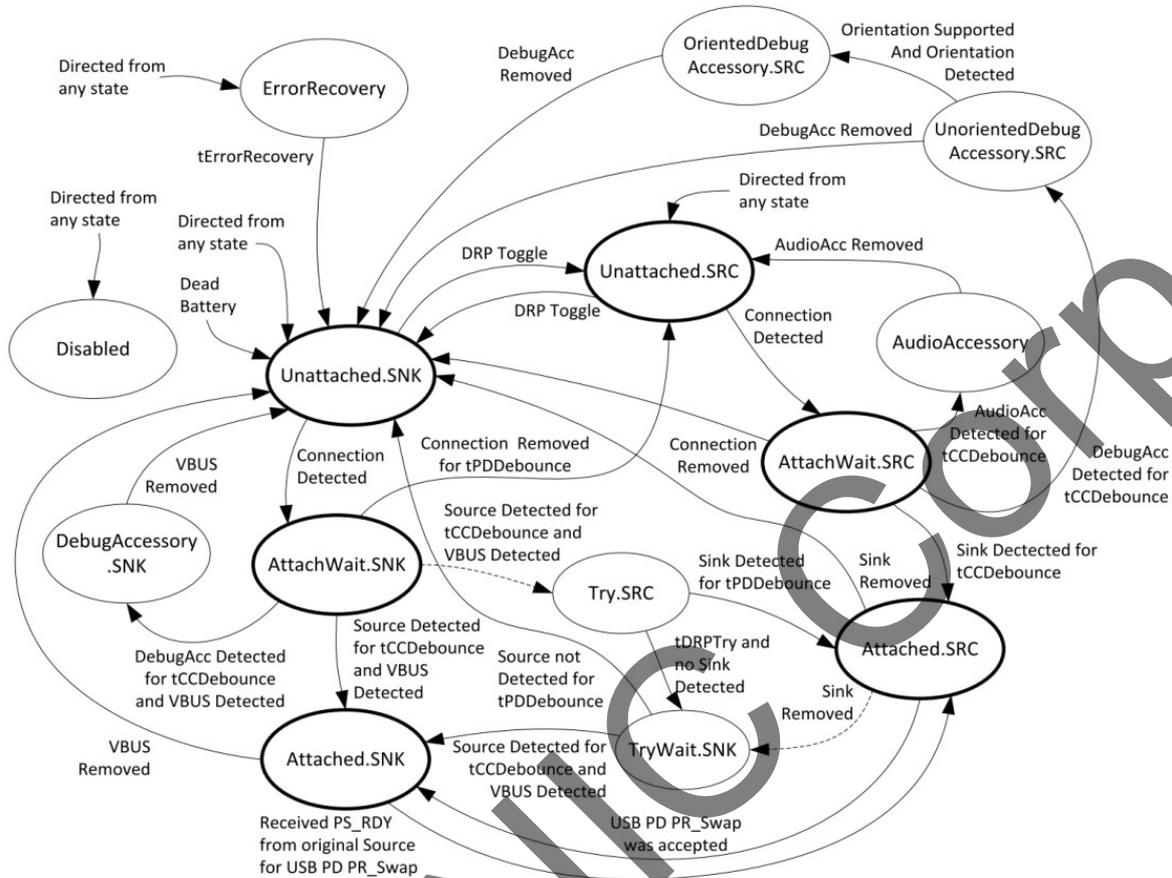 Directed from
any state
ErrorRecovery
tErrorRecovery
DebugAcc
Removed
OrientedDebug
Accessory.SRC
Orientation Supported
And Orientation
Detected
DebugAcc Removed
UnorientedDebug
Accessory.SRC
Directed from
any state
Disabled
Directed from
any state
Dead
Battery
DRP Toggle
DRP Toggle
Directed from
any state
Unattached.SRC
AudioAcc Removed
Connection
Detected
AudioAccessory
Unattached.SNK
VBUS
Removed
Connection
Detected
Connection Removed
for tPDDebounce
Connection
Removed
AttachWait.SRC
AudioAcc
Detected for
tCCDebounce
DebugAcc
Detected for
tCCDebounce
DebugAccessory
.SNK
AttachWait.SNK
Source Detected for
tCCDebounce and
VBUS Detected
Try.SRC
Sink Detected
for tPDDebounce
Sink
Removed
Sink Dectected for
tCCDebounce
Attached.SRC
DebugAcc Detected
for tCCDebounce
and VBUS Detected
Source Detected
for tCCDebounce
and VBUS
Detected
Source not
Detected for
tPDDebounce
tDRPTry and
no Sink
Detected
Sink
Removed
VBUS
Removed
Attached.SNK
Source Detected for
tCCDebounce and
VBUS Detected
TryWait.SNK
Received PS_RDY
from original Source
for USB PD PR_Swap
USB PD PR_Swap
was accepted